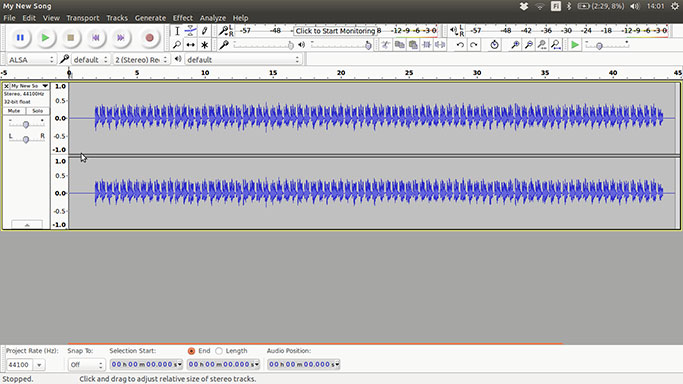 My New Song
Fi (2:29, 8%) 14:01
File Edit View Transport Tracks Generate Effect Analyze Help
L R -57 -48 Click to Start Monitoring 8 -12 -9 -6 -3 0
L R -57 -48 -36 -24 -12 -9 -6 -3 0
ALSA default 2 (Stereo) Rec default
-5 0 5 10 15 20 25 30 35 40 45
My New So
Stereo, 44100Hz
32-bit float
Mute Solo
- +
L R
1.0
0.5
0.0
-0.5
-1.0
1.0
0.5
0.0
-0.5
-1.0
Project Rate (Hz): Snap To: Selection Start: End Length Audio Position:
44100 Off 00 h 00 m 00.000 s 00 h 00 m 00.000 s 00 h 00 m 00.000 s
Stopped. Click and drag to adjust relative size of stereo tracks.